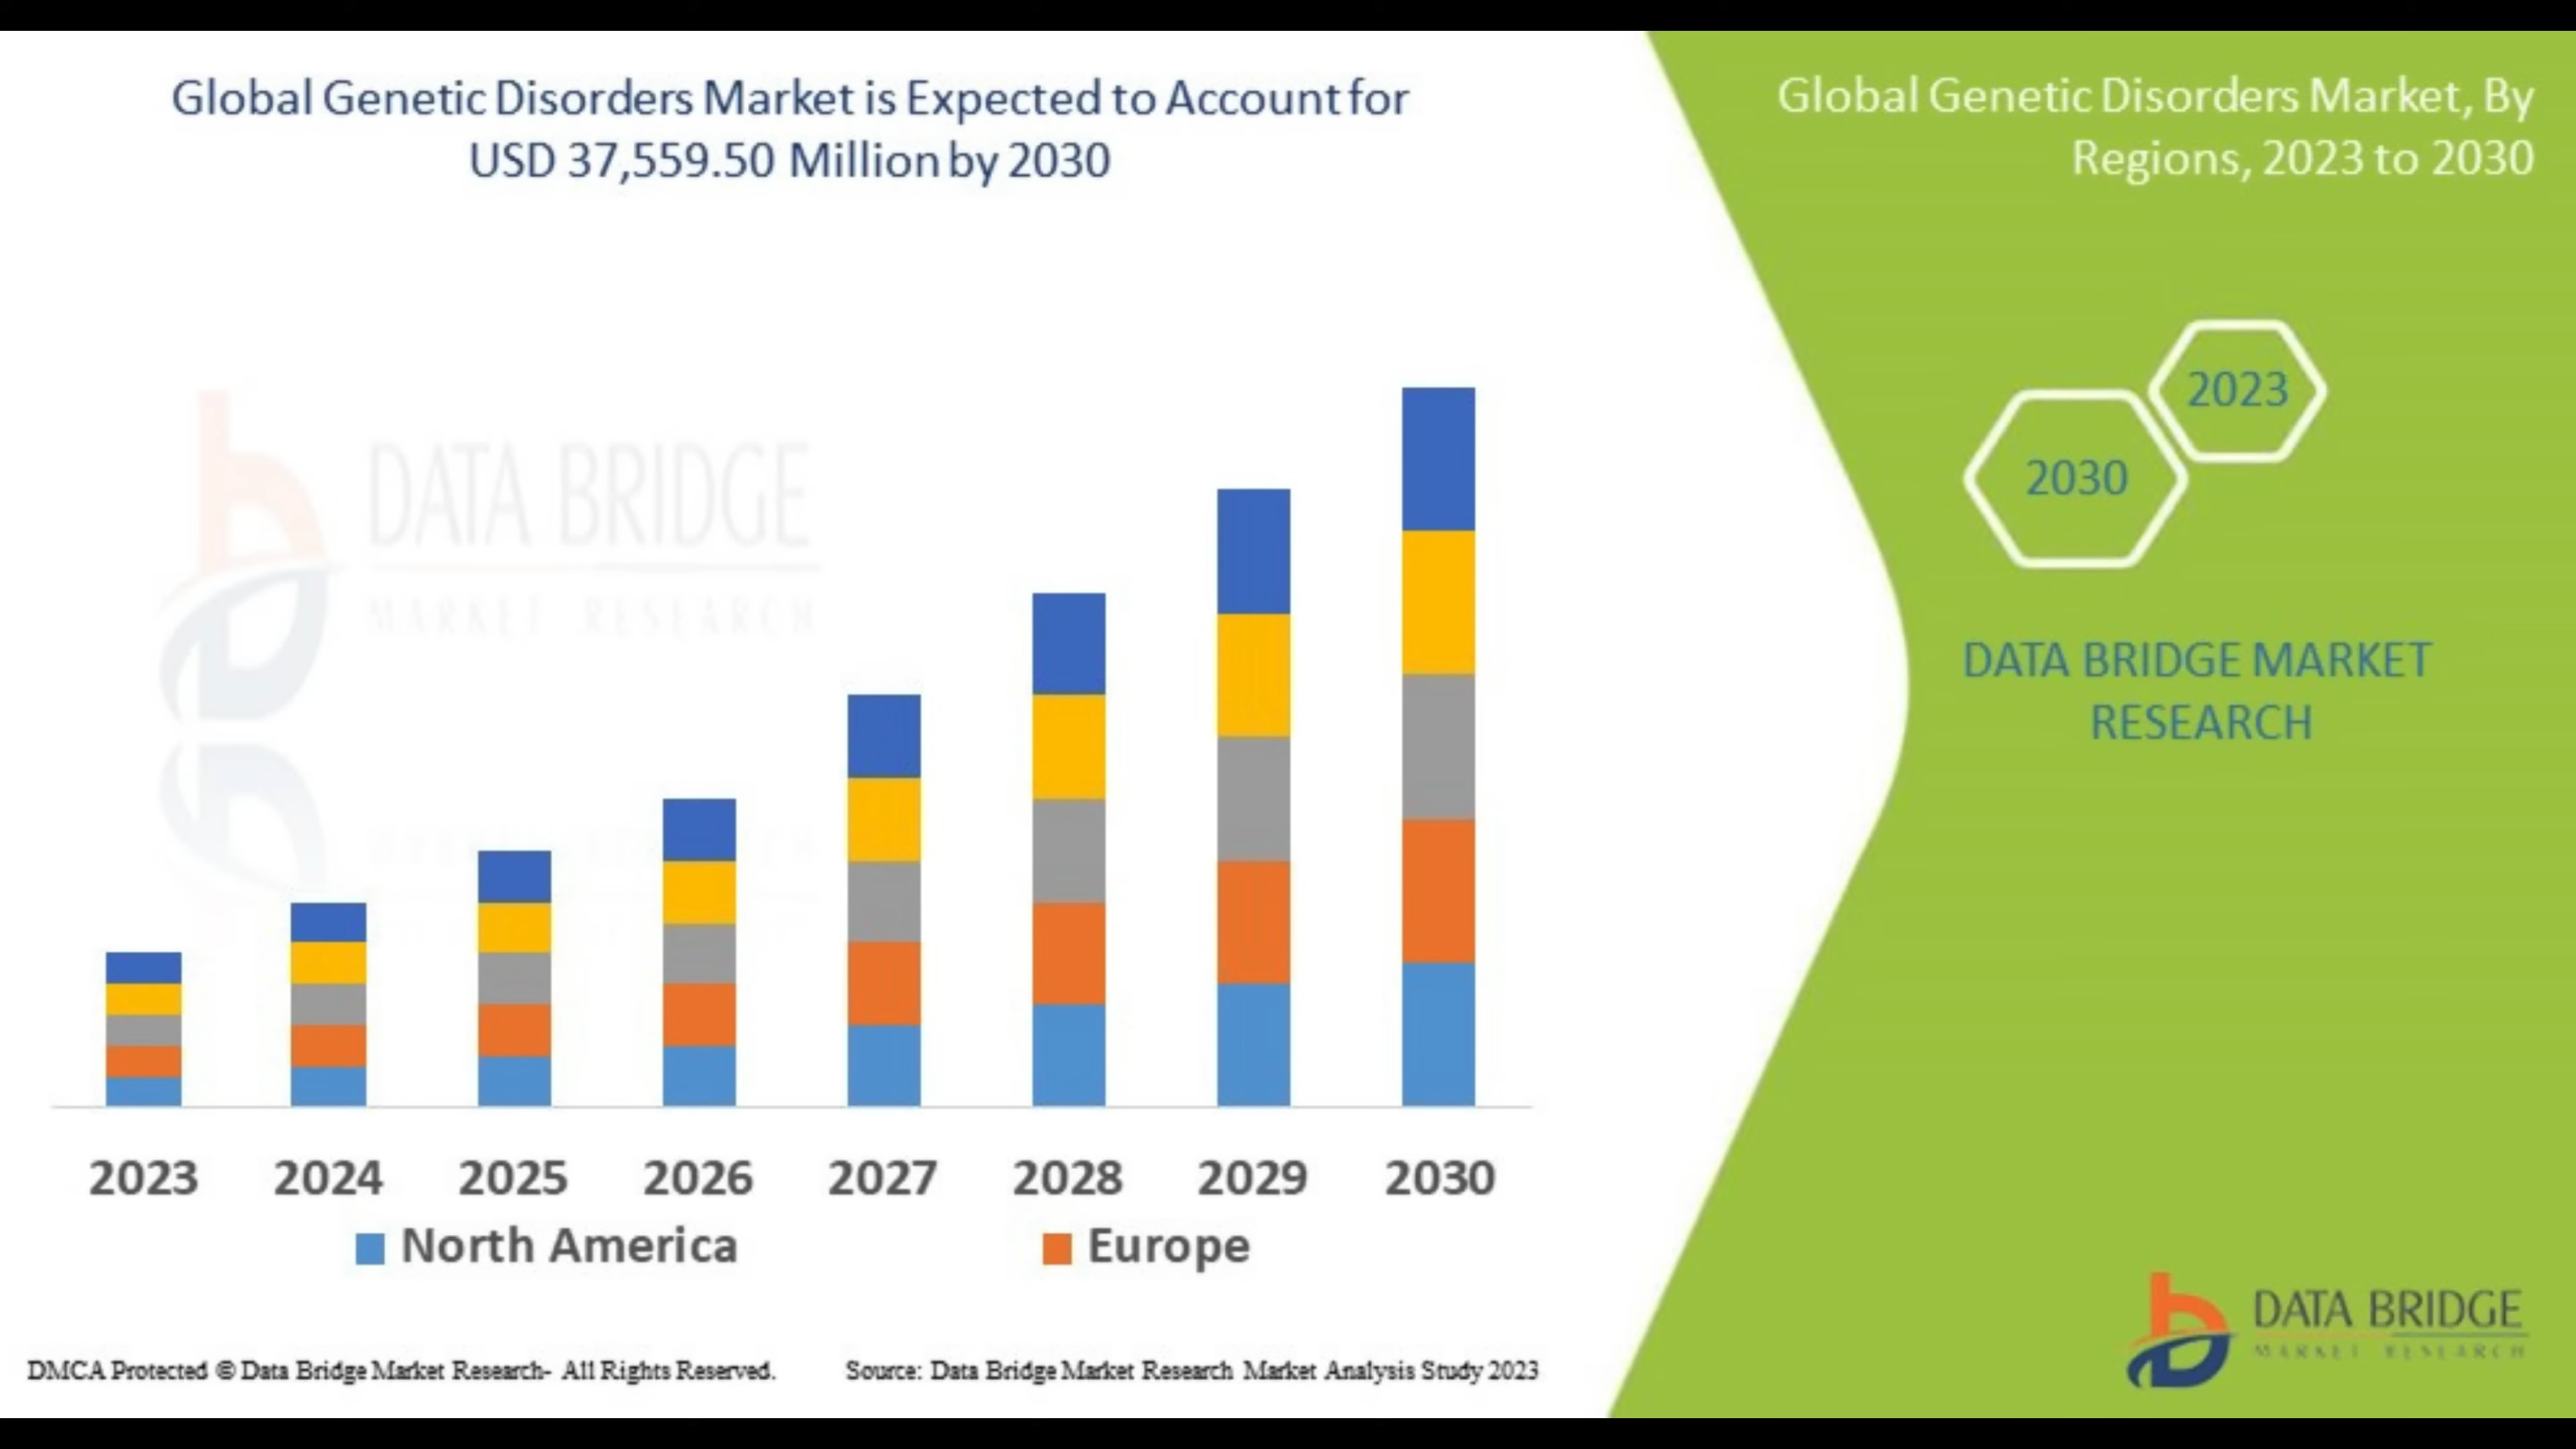 Global Genetic Disorders Market is Expected to Account for
USD 37,559.50 Million by 2030
Global Genetic Disorders Market, By
Regions, 2023 to 2030
2023
2030
DATA BRIDGE MARKET
RESEARCH
DATA BRIDGE
MARKET RESEARCH
2023 2024 2025 2026 2027 2028 2029 2030
North America Europe
DMCA Protected © Data Bridge Market Research- All Rights Reserved.
Source: Data Bridge Market Research Market Analysis Study 2023
DATA BRIDGE
MARKET RESEARCH